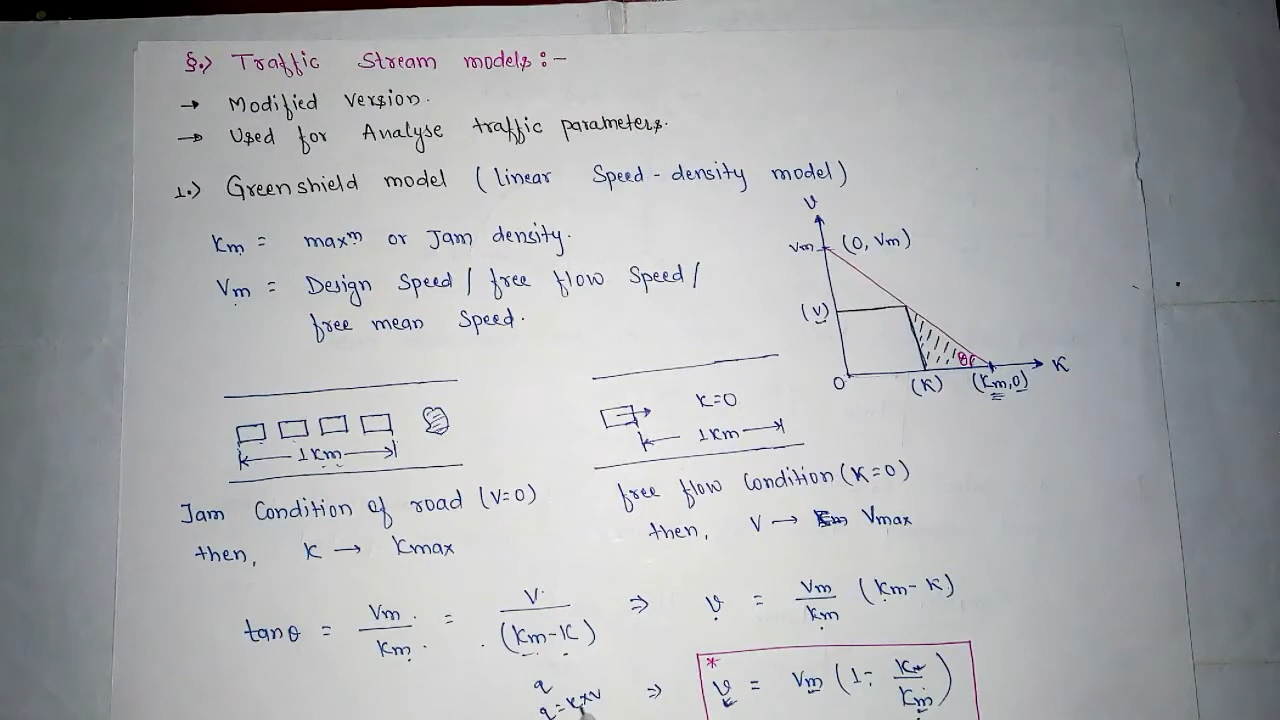 §.) Traffic Stream models :-
→ Modified Version.
→ Used for Analyse traffic parameters.
1.) Greenshield model (linear Speed - density model)
Km = maxᵐ or Jam density.
Vm = Design Speed / free flow Speed /
free mean Speed.
V
Vm (0, Vm)
(V)
θ
0 (K) (Km,0) K
1Km
K=0
1Km
Jam Condition of road (V=0)
then, K → Kmax
free flow Condition (K=0)
then, V → Vmax
tanθ = Vm / Km = V / (Km-K) ⇒ v = Vm / Km (Km - K)
q
q = K×V ⇒ * v = Vm (1 - K / Km)